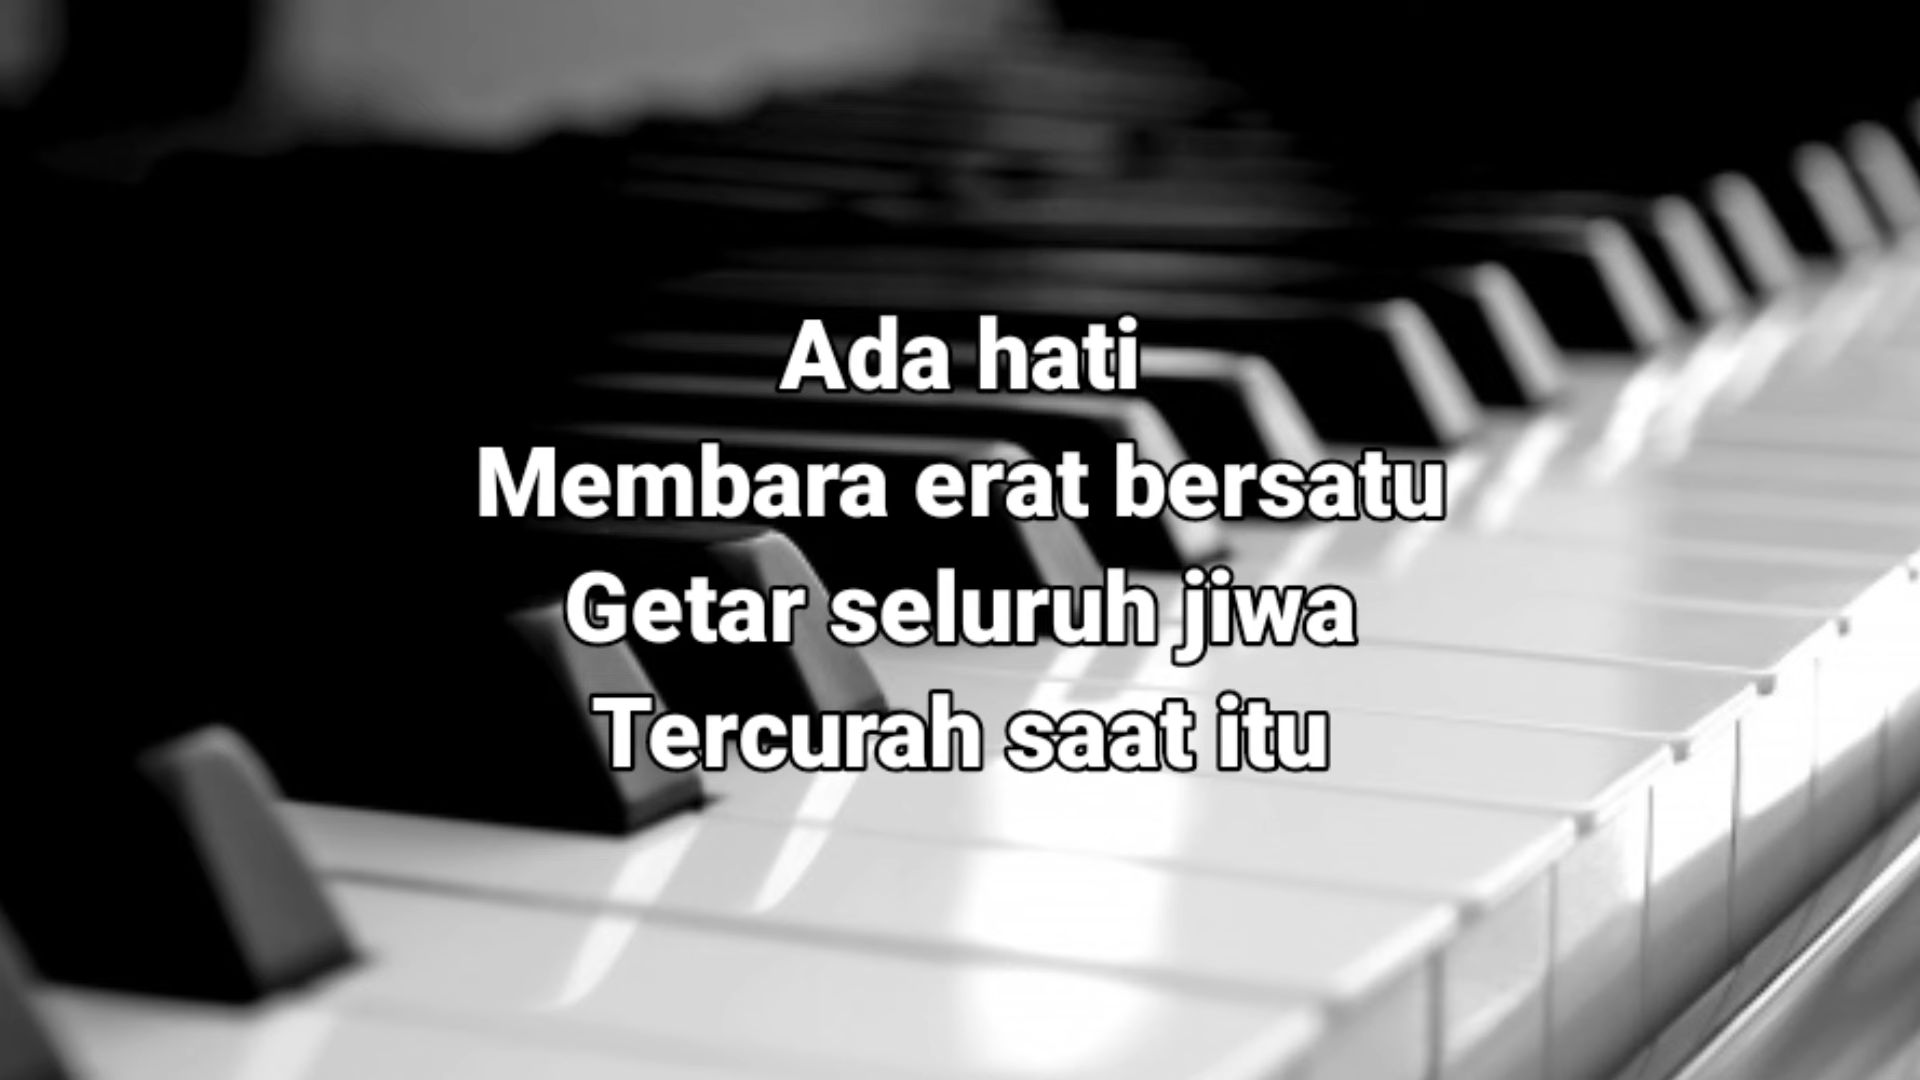 Ada hati
Membara erat bersatu
Getar seluruh jiwa
Tercurah saat itu